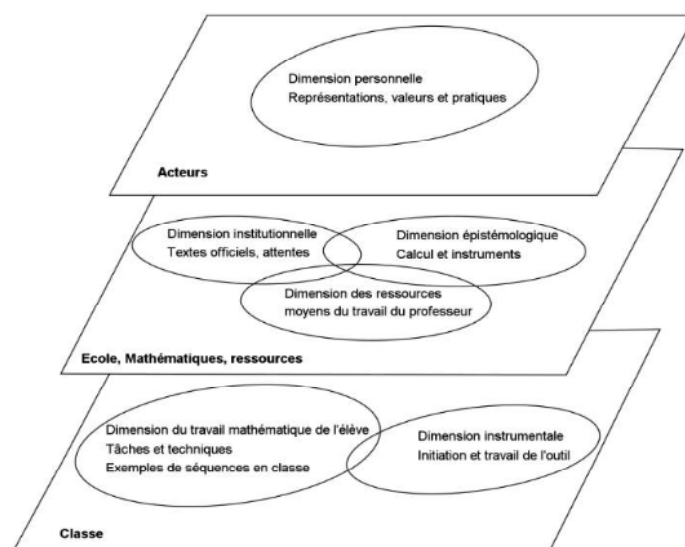 Dimension personnelle
Représentations, valeurs et pratiques
Acteurs
Dimension institutionnelle
Textes officiels, attentes
Dimension épistémologique
Calcul et instruments
Dimension des ressources
moyens du travail du professeur
Ecole, Mathématiques, ressources
Dimension du travail mathématique de l'élève
Tâches et techniques
Exemples de séquences en classe
Dimension instrumentale
Initiation et travail de l'outil
Classe